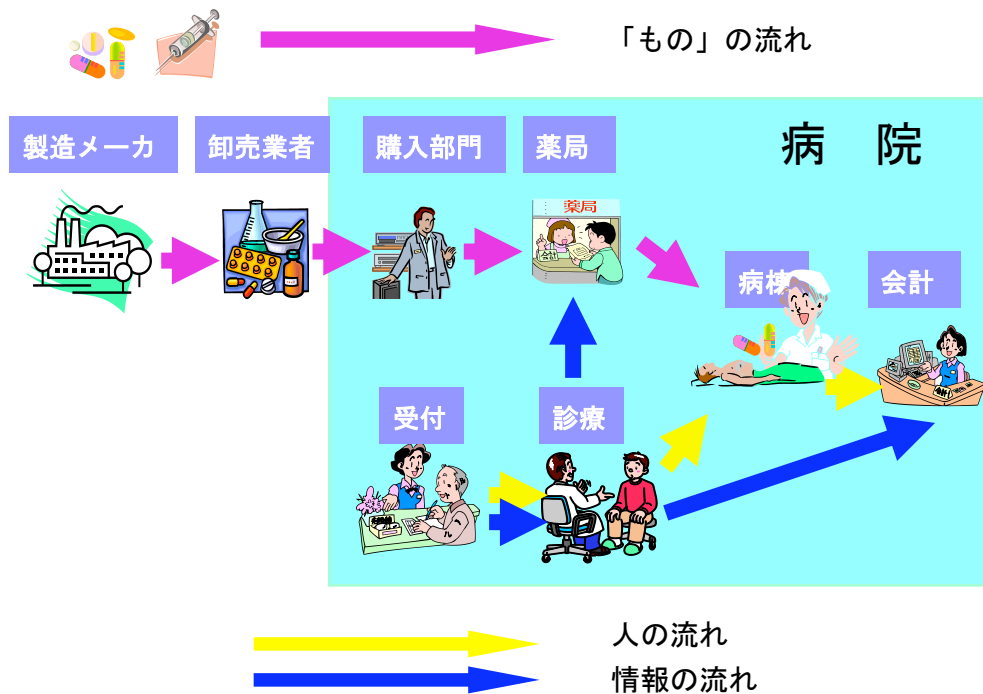 「もの」の流れ
製造メーカ
卸売業者
購入部門
薬局
病 院
薬局
会計
病棟
会計
受付
診療
人の流れ
情報の流れ